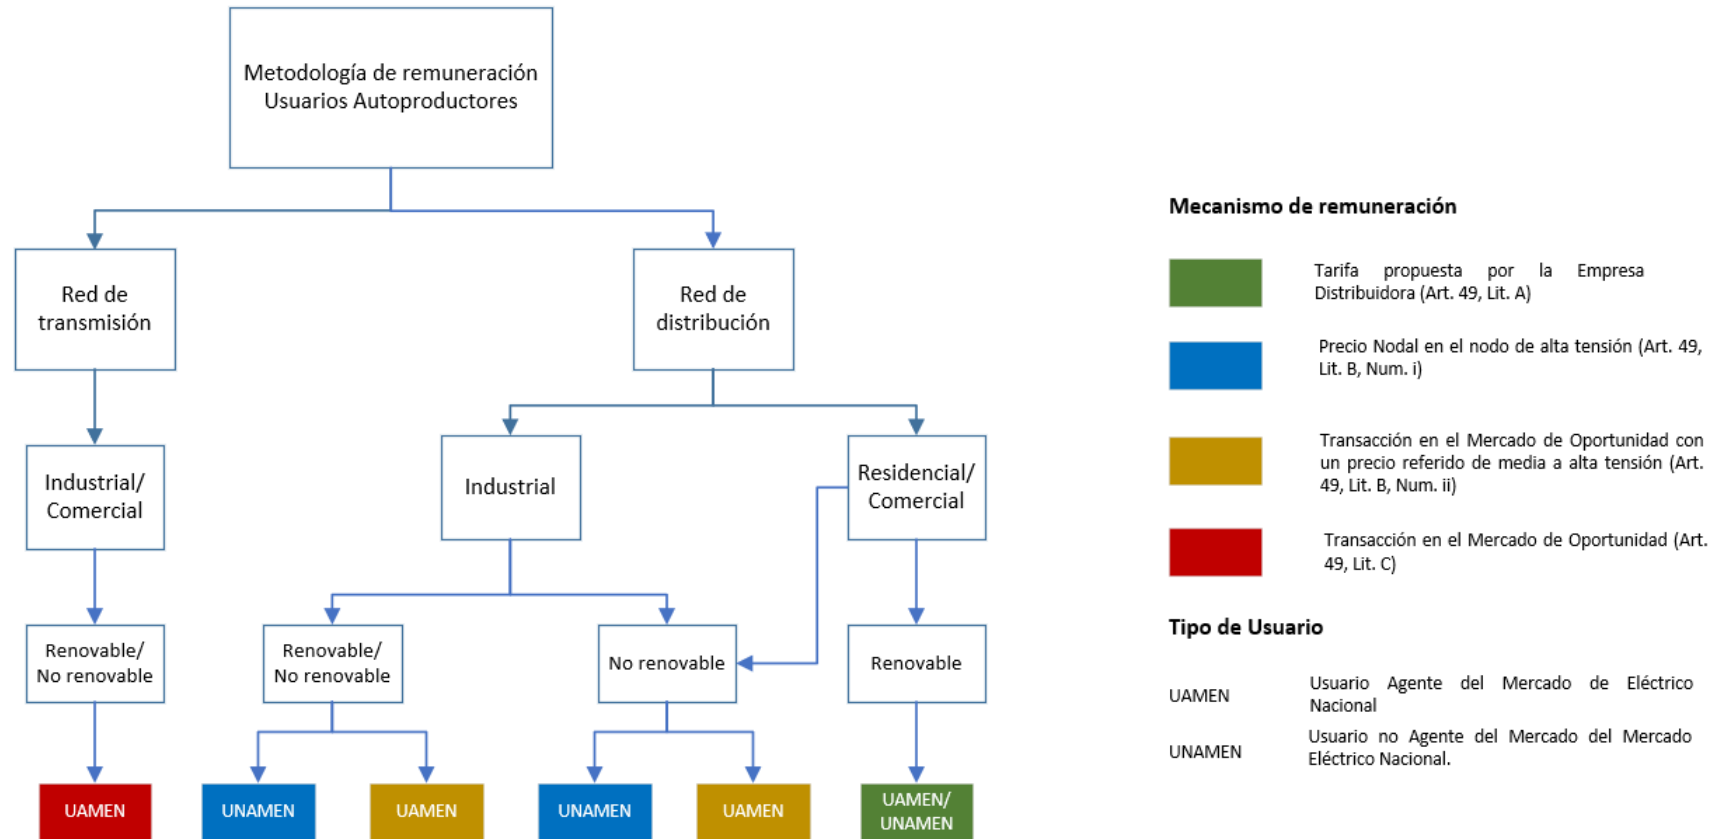 Metodología de remuneración
Usuarios Autoproductores
Red de
transmisión
Red de
distribución
Industrial/
Comercial
Industrial
Residencial/
Comercial
Renovable/
No renovable
Renovable/
No renovable
No renovable
Renovable
UAMEN
UNAMEN
UAMEN
UNAMEN
UAMEN
UAMEN/
UNAMEN
Mecanismo de remuneración
Tarifa propuesta por la Empresa
Distribuidora (Art. 49, Lit. A)
Precio Nodal en el nodo de alta tensión (Art. 49,
Lit. B, Num. i)
Transacción en el Mercado de Oportunidad con
un precio referido de media a alta tensión (Art.
49, Lit. B, Num. ii)
Transacción en el Mercado de Oportunidad (Art.
49, Lit. C)
Tipo de Usuario
UAMEN
Usuario Agente del Mercado de Eléctrico
Nacional
UNAMEN
Usuario no Agente del Mercado del Mercado
Eléctrico Nacional.